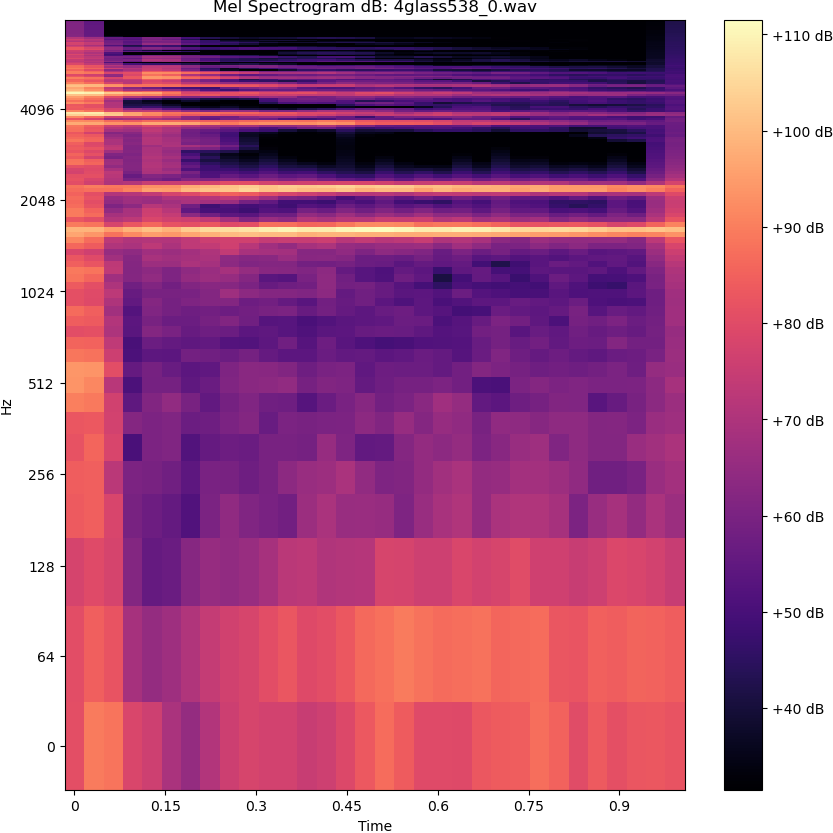 Mel Spectrogram dB: 4glass538_0.wav
+110 dB
4096
+100 dB
2048
+90 dB
1024
+80 dB
512
+70 dB
Hz
256
+60 dB
128
+50 dB
64
+40 dB
0
0 0.15 0.3 0.45 0.6 0.75 0.9
Time